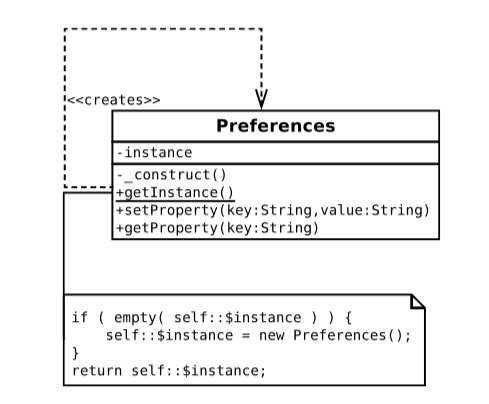 <<creates>>
Preferences
-instance
-_construct()
+getInstance()
+setProperty(key:String,value:String)
+getProperty(key:String)
if ( empty( self::$instance ) ) {
    self::$instance = new Preferences();
}
return self::$instance;